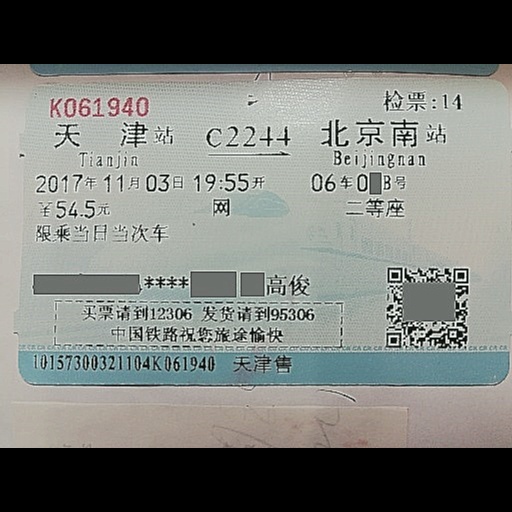 K061940 检票:14
天津站 C2244 北京南站
Tianjin Beijingnan
2017年11月03日19:55开 06车0 B号
¥54.5元 网 二等座
限乘当日当次车
**** 高俊
买票请到12306 发货请到95306
中国铁路祝您旅途愉快
10157300321104K061940 天津售